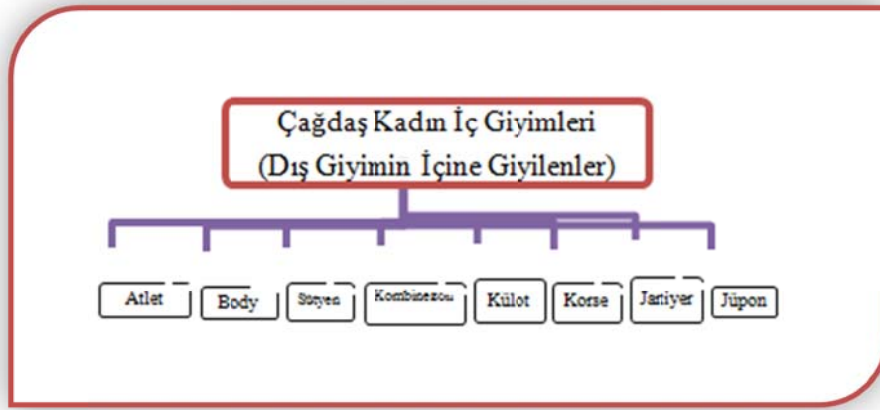 Çağdaş Kadın İç Giyimleri
(Dış Giyimin İçine Giyilenler)
Atlet Body Sütyen Kombinezon Külot Korse Jartiyer Jüpon